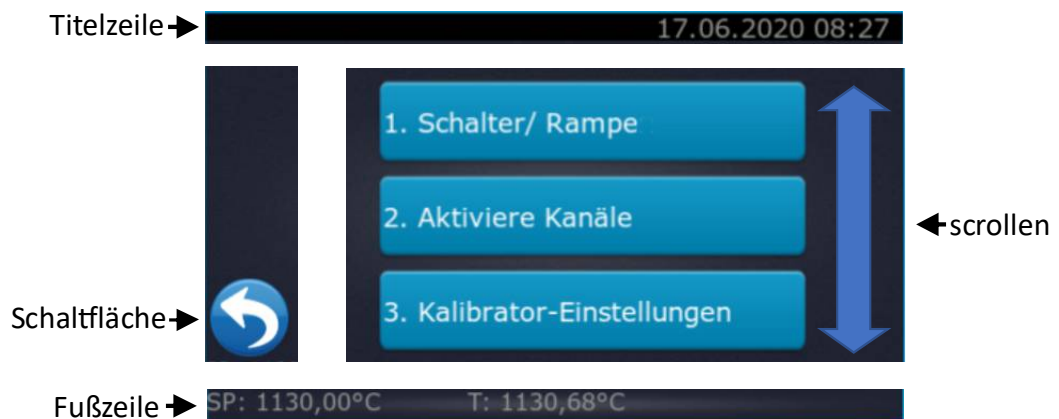 Titelzeile
17.06.2020 08:27
1. Schalter/ Rampe
2. Aktiviere Kanäle
scrollen
3. Kalibrator-Einstellungen
Schaltfläche
Fußzeile
SP: 1130,00°C T: 1130,68°C